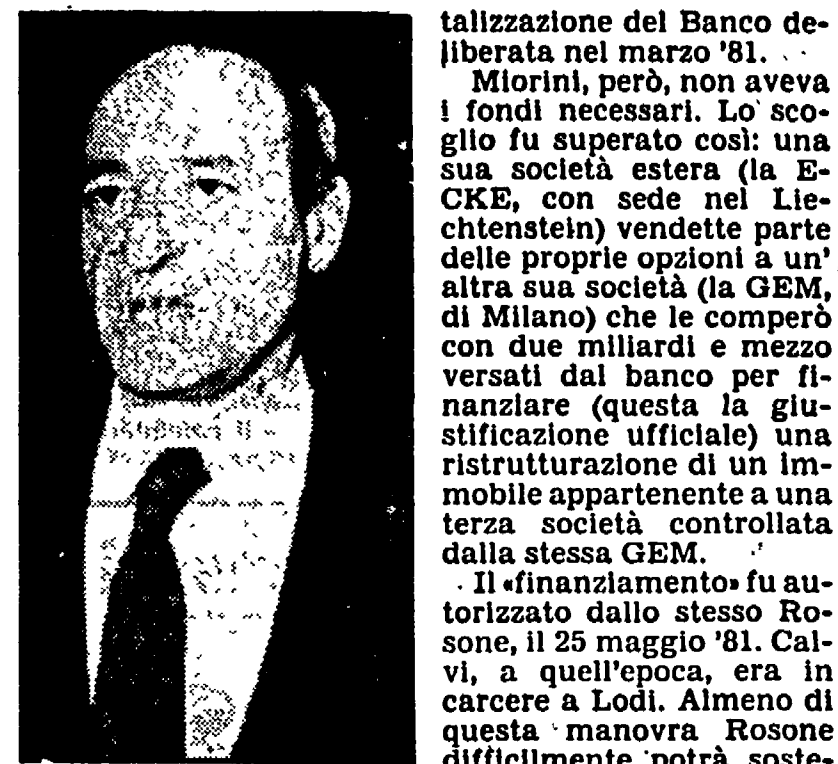 talizzazione del Banco de-
liberata nel marzo '81.
Miorini, però, non aveva
i fondi necessari. Lo sco-
glio fu superato così: una
sua società estera (la E-
CKE, con sede nel Lie-
chtenstein) vendette parte
delle proprie opzioni a un'
altra sua società (la GEM,
di Milano) che le comperò
con due miliardi e mezzo
versati dal banco per fi-
nanziare (questa la giu-
stificazione ufficiale) una
ristrutturazione di un im-
mobile appartenente a una
terza società controllata
dalla stessa GEM.
Il «finanziamento» fu au-
torizzato dallo stesso Ro-
sone, il 25 maggio '81. Cal-
vi, a quell'epoca, era in
carcere a Lodi. Almeno di
questa manovra Rosone
difficilmente potrà soste-